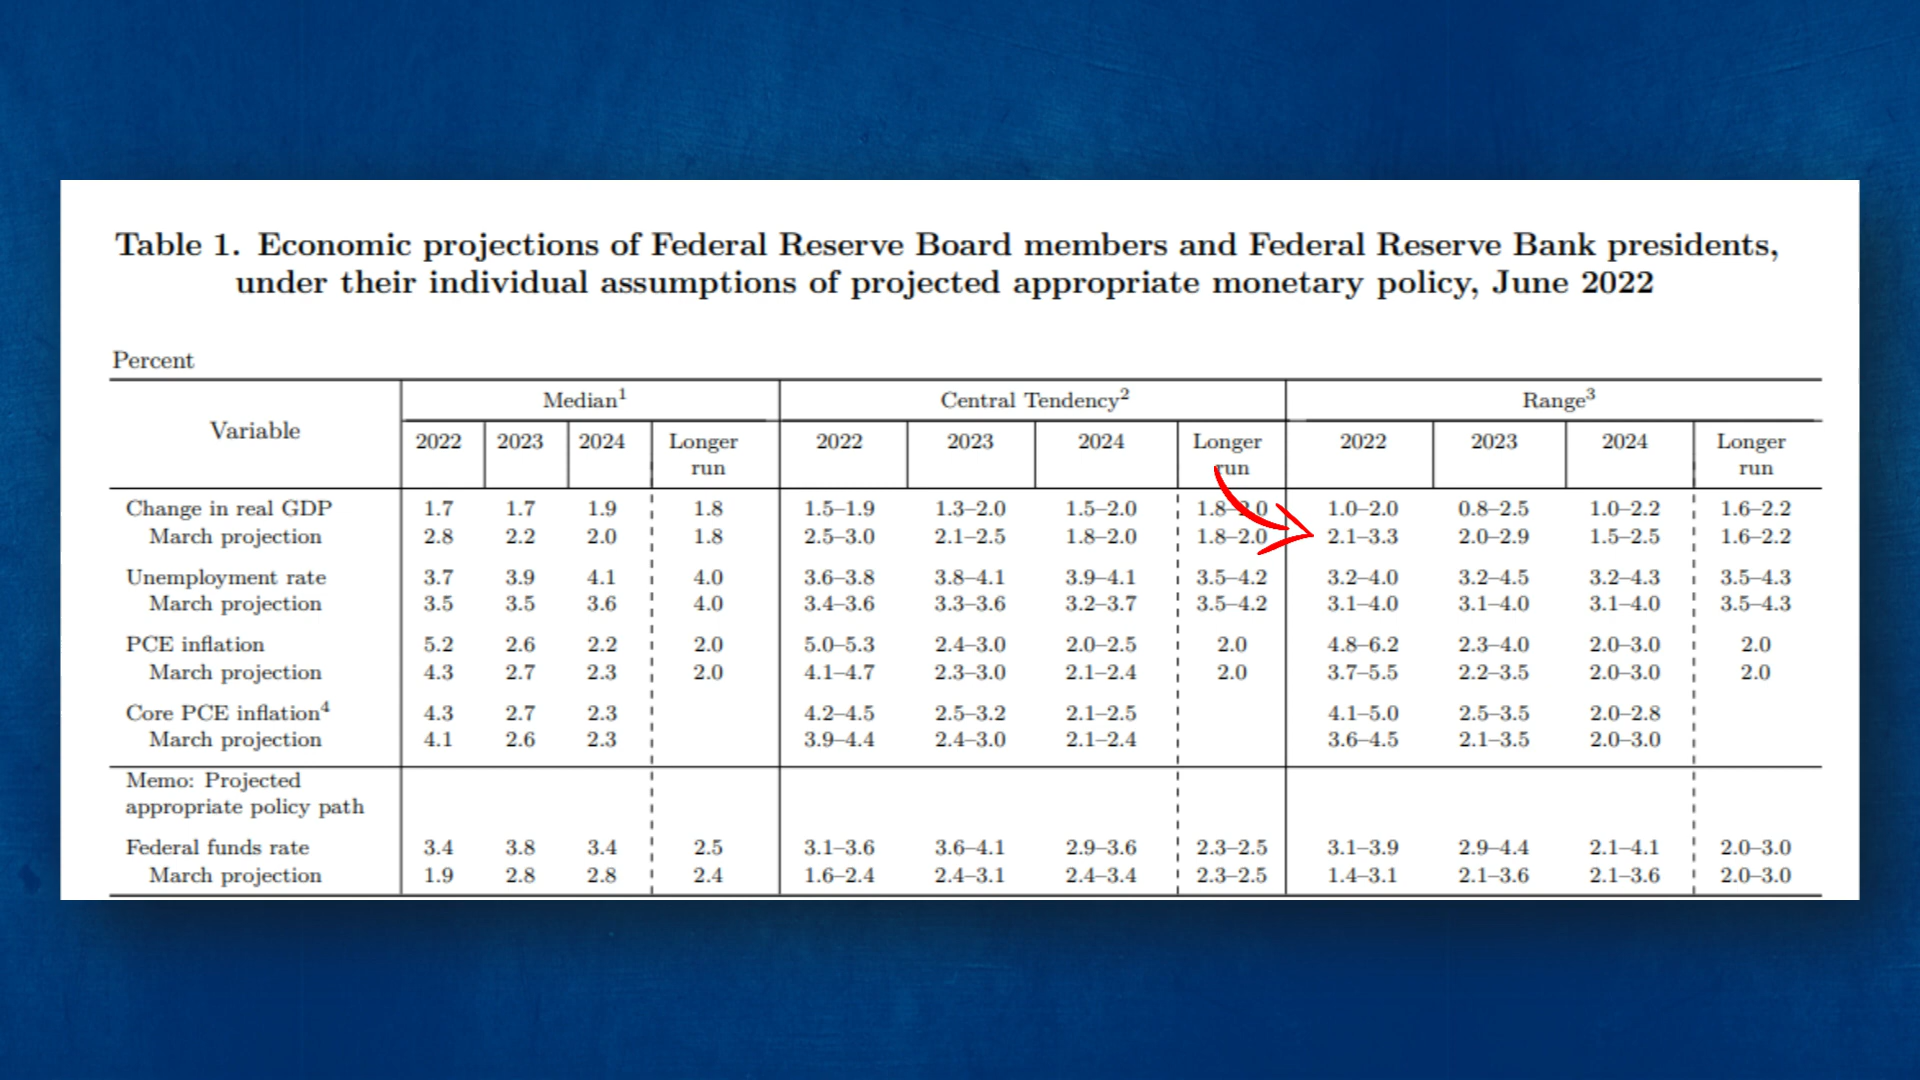 Table 1. Economic projections of Federal Reserve Board members and Federal Reserve Bank presidents,
under their individual assumptions of projected appropriate monetary policy, June 2022
Percent
Variable Median1 Central Tendency2 Range3
2022 2023 2024 Longer run 2022 2023 2024 Longer run 2022 2023 2024 Longer run
Change in real GDP 1.7 1.7 1.9 1.8 1.5–1.9 1.3–2.0 1.5–2.0 1.8–2.0 1.0–2.0 0.8–2.5 1.0–2.2 1.6–2.2
March projection 2.8 2.2 2.0 1.8 2.5–3.0 2.1–2.5 1.8–2.0 1.8–2.0 2.1–3.3 2.0–2.9 1.5–2.5 1.6–2.2
Unemployment rate 3.7 3.9 4.1 4.0 3.6–3.8 3.8–4.1 3.9–4.1 3.5–4.2 3.2–4.0 3.2–4.5 3.2–4.3 3.5–4.3
March projection 3.5 3.5 3.6 4.0 3.4–3.6 3.3–3.6 3.2–3.7 3.5–4.2 3.1–4.0 3.1–4.0 3.1–4.0 3.5–4.3
PCE inflation 5.2 2.6 2.2 2.0 5.0–5.3 2.4–3.0 2.0–2.5 2.0 4.8–6.2 2.3–4.0 2.0–3.0 2.0
March projection 4.3 2.7 2.3 2.0 4.1–4.7 2.3–3.0 2.1–2.4 2.0 3.7–5.5 2.2–3.5 2.0–3.0 2.0
Core PCE inflation4 4.3 2.7 2.3 4.2–4.5 2.5–3.2 2.1–2.5 4.1–5.0 2.5–3.5 2.0–2.8
March projection 4.1 2.6 2.3 3.9–4.4 2.4–3.0 2.1–2.4 3.6–4.5 2.1–3.5 2.0–3.0
Memo: Projected
appropriate policy path
Federal funds rate 3.4 3.8 3.4 2.5 3.1–3.6 3.6–4.1 2.9–3.6 2.3–2.5 3.1–3.9 2.9–4.4 2.1–4.1 2.0–3.0
March projection 1.9 2.8 2.8 2.4 1.6–2.4 2.4–3.1 2.4–3.4 2.3–2.5 1.4–3.1 2.1–3.6 2.1–3.6 2.0–3.0